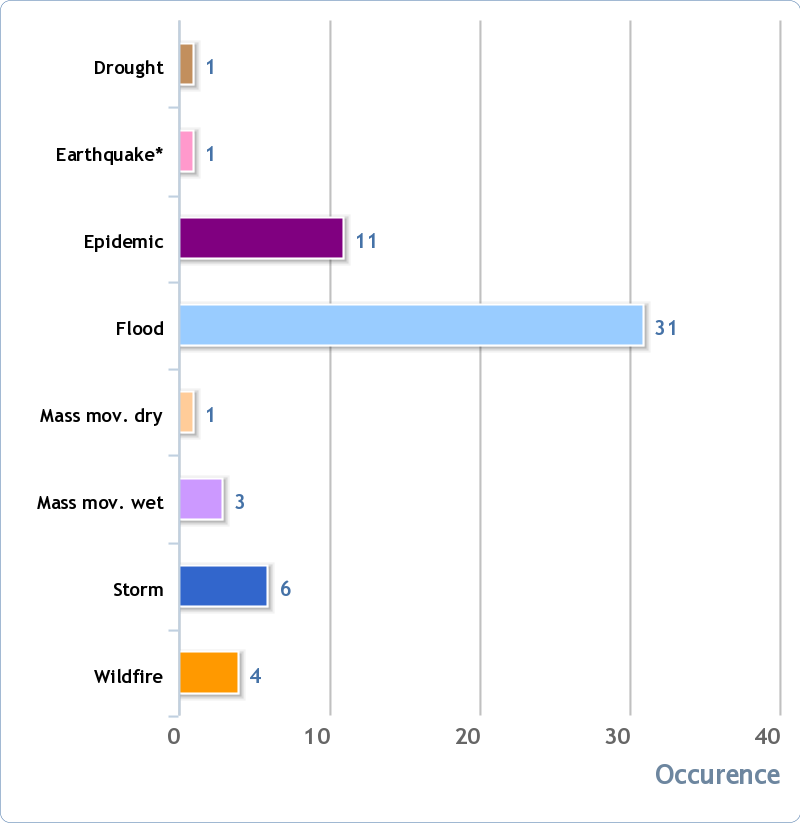 Drought 1
Earthquake* 1
Epidemic 11
Flood 31
Mass mov. dry 1
Mass mov. wet 3
Storm 6
Wildfire 4
0 10 20 30 40
Occurence